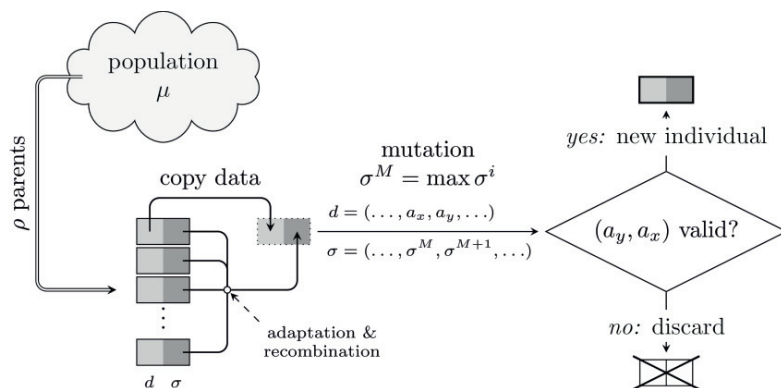 population
μ
ρ parents
copy data
d σ
adaptation &
recombination
mutation
σ^M = max σ^i
d = (. . . , a_x, a_y, . . .)
σ = (. . . , σ^M, σ^{M+1}, . . .)
yes: new individual
(a_y, a_x) valid?
no: discard